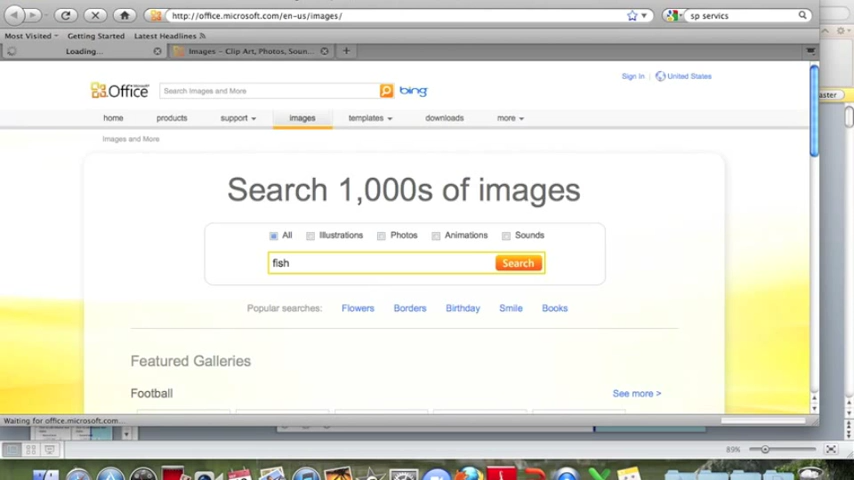 http://office.microsoft.com/en-us/images/
sp servics
Most Visited
Getting Started
Latest Headlines
Loading...
Images - Clip Art, Photos, Soun...
aster
Sign In
United States
Microsoft
Office
Search Images and More
bing
home
products
support
images
templates
downloads
more
Images and More
Search 1,000s of images
All
Illustrations
Photos
Animations
Sounds
fish
Search
Popular searches:
Flowers
Borders
Birthday
Smile
Books
Featured Galleries
Football
See more >
Waiting for office.microsoft.com...
89%